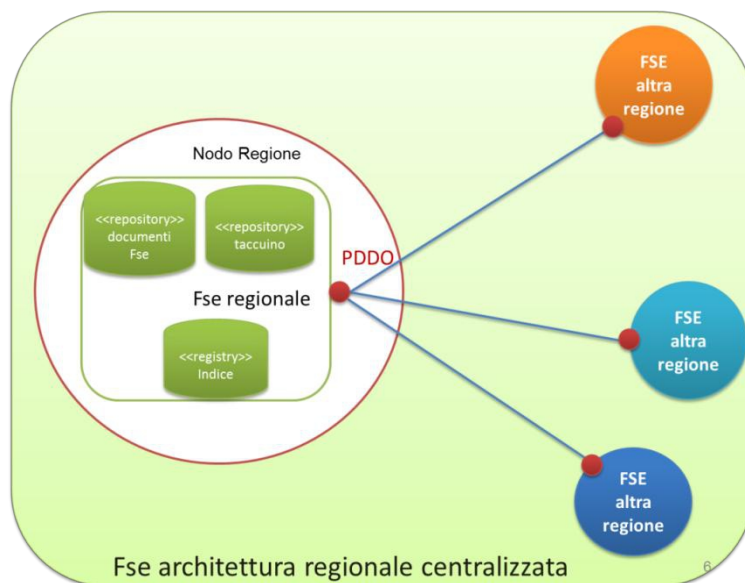 FSE
altra
regione
Nodo Regione
<<repository>>
documenti
Fse
<<repository>>
taccuino
PDDO
Fse regionale
<<registry>>
Indice
FSE
altra
regione
FSE
altra
regione
Fse architettura regionale centralizzata
6